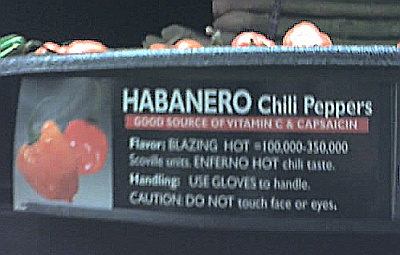 HABANERO Chili Peppers
GOOD SOURCE OF VITAMIN C & CAPSAICIN
Flavor: BLAZING HOT =100,000-350,000
Scoville units. ENFERNO HOT chili taste.
Handling: USE GLOVES to handle.
CAUTION: DO NOT touch face or eyes.